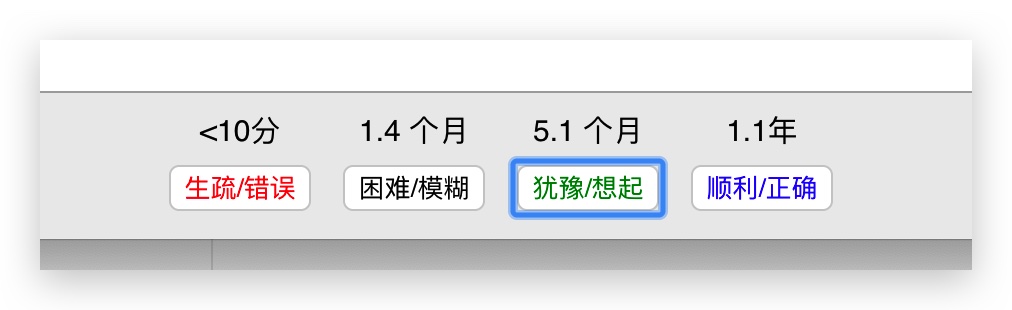 <10分 1.4 个月 5.1 个月 1.1年
生疏/错误 困难/模糊 犹豫/想起 顺利/正确